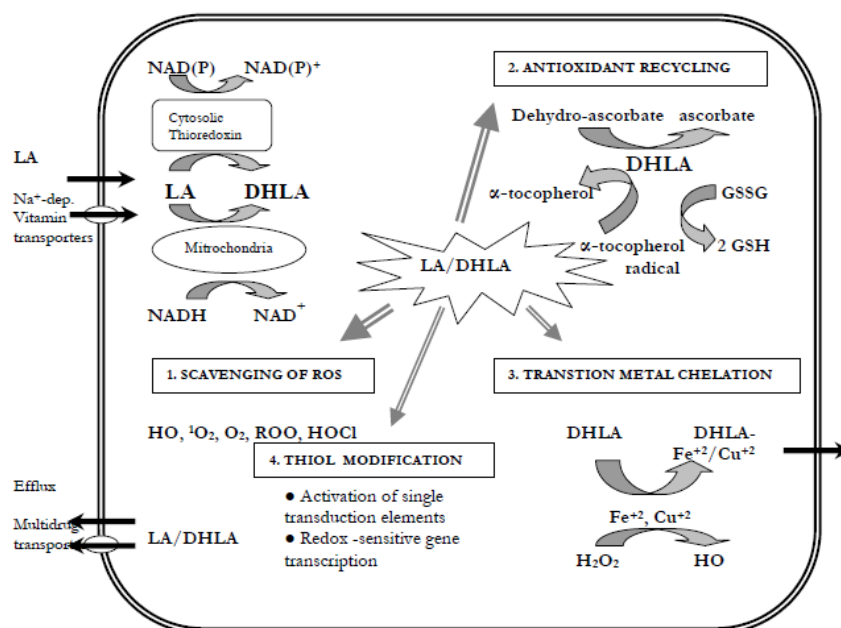 NAD(P) NAD(P)⁺
Cytosolic
Thioredoxin
LA
LA DHLA
Na⁺-dep.
Vitamin
transporters
Mitrochondria
NADH NAD⁺
2. ANTIOXIDANT RECYCLING
Dehydro-ascorbate ascorbate
DHLA
α-tocopherol GSSG
α-tocopherol
radical
2 GSH
LA/DHLA
1. SCAVENGING OF ROS
HO, ¹O₂, O₂, ROO, HOCl
3. TRANSTION METAL CHELATION
DHLA DHLA-
Fe⁺²/Cu⁺²
Fe⁺², Cu⁺²
H₂O₂ HO
4. THIOL MODIFICATION
● Activation of single
transduction elements
● Redox -sensitive gene
transcription
Efflux
Multidrug
transport
LA/DHLA